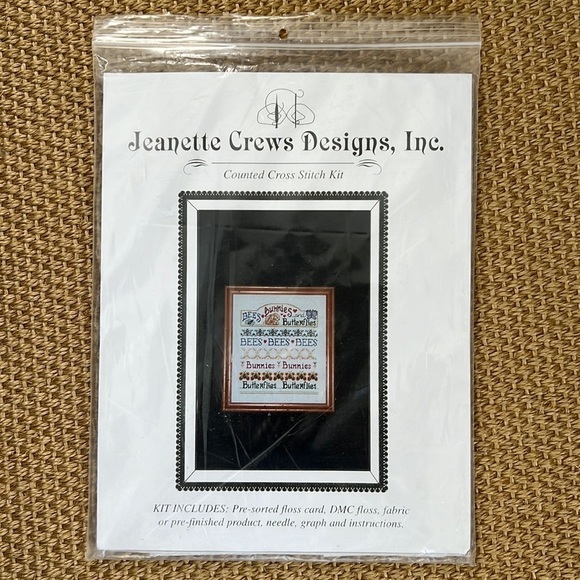 Jeanette Crews Designs, Inc.
Counted Cross Stitch Kit
BEES Bunnies and Butterflies
BEES BEES BEES
Bunnies Bunnies
Butterflies Butterflies
KIT INCLUDES: Pre-sorted floss card, DMC floss, fabric
or pre-finished product, needle, graph and instructions.